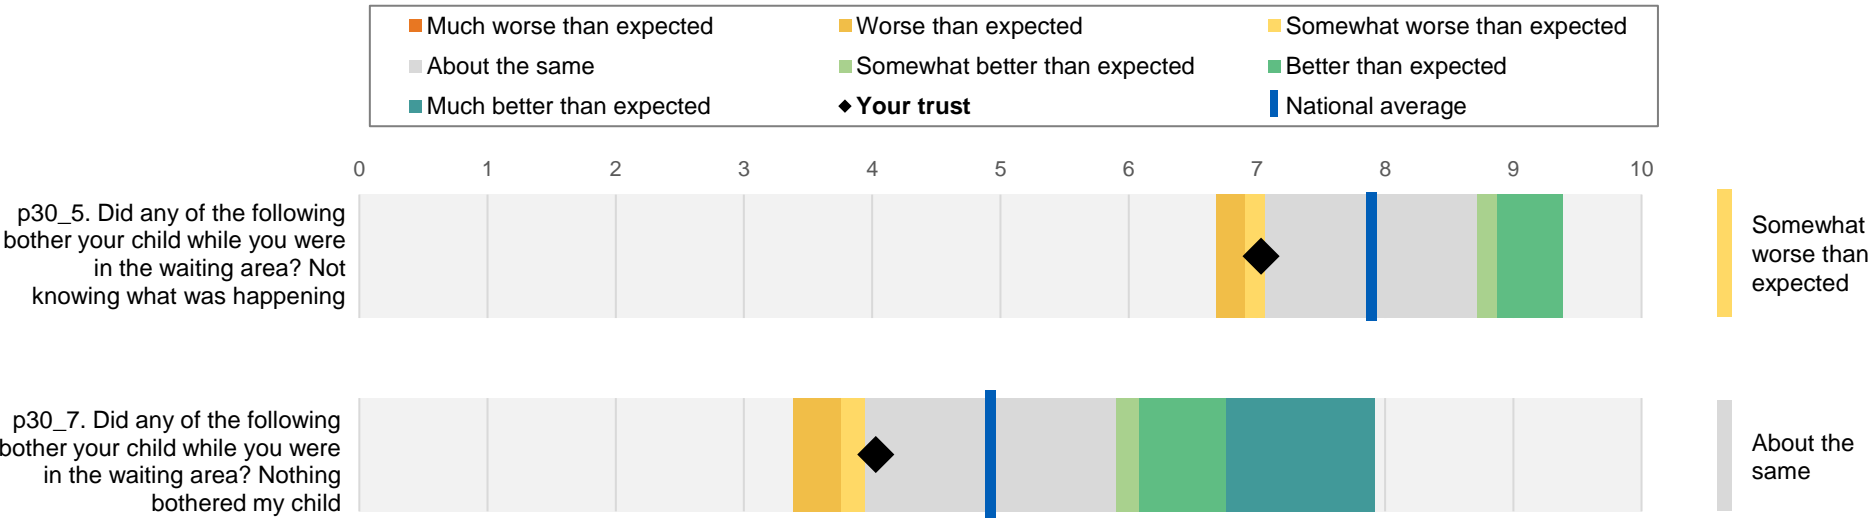 Much worse than expected
Worse than expected
Somewhat worse than expected
About the same
Somewhat better than expected
Better than expected
Much better than expected
Your trust
National average
0 1 2 3 4 5 6 7 8 9 10
p30_5. Did any of the following
bother your child while you were
in the waiting area? Not
knowing what was happening
Somewhat
worse than
expected
p30_7. Did any of the following
bother your child while you were
in the waiting area? Nothing
bothered my child
About the
same